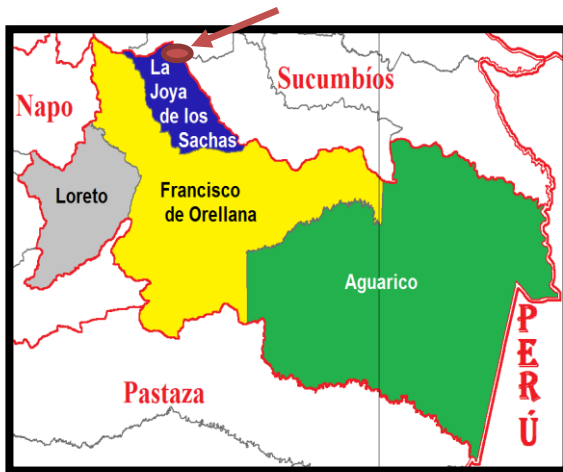 La
Joya
de los
Sachas
Sucumbíos
Napo
Loreto
Francisco
de Orellana
Aguarico
PERÚ
Pastaza